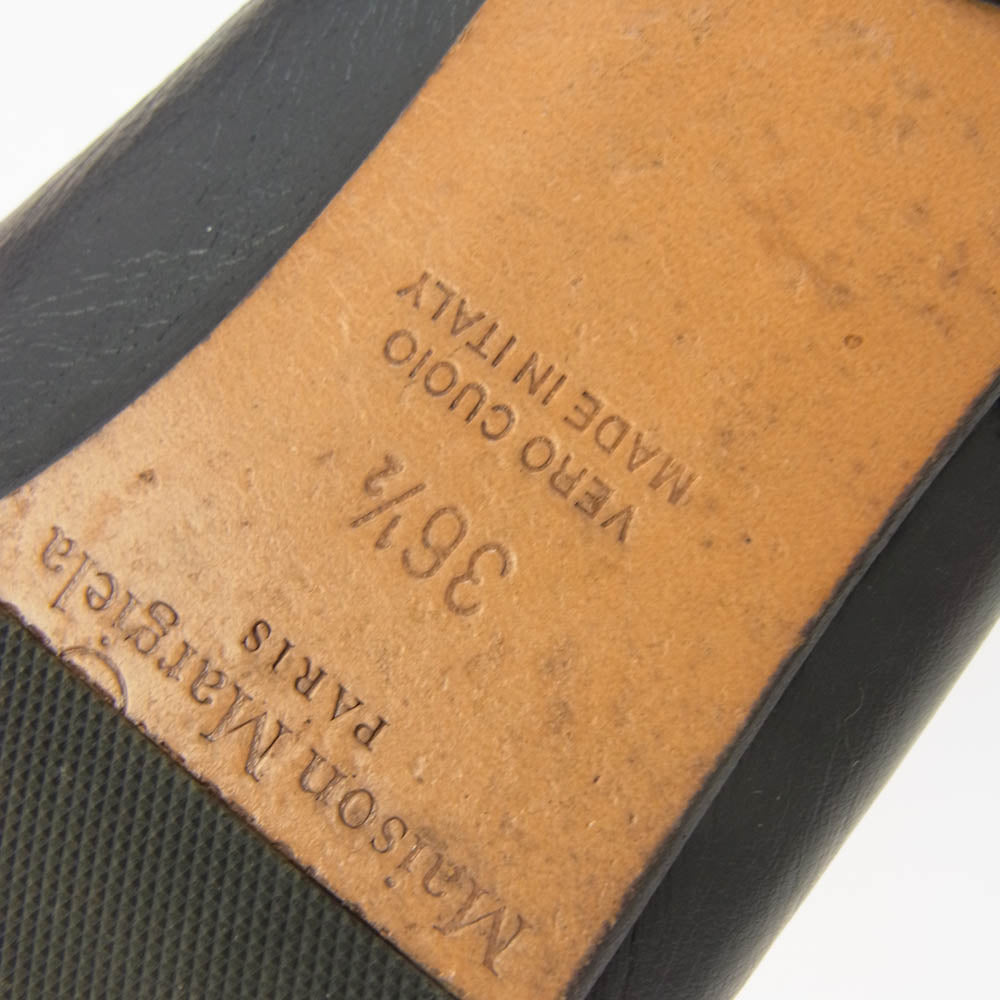 Maison Margiela
PARIS
36½
VERO CUOIO
MADE IN ITALY